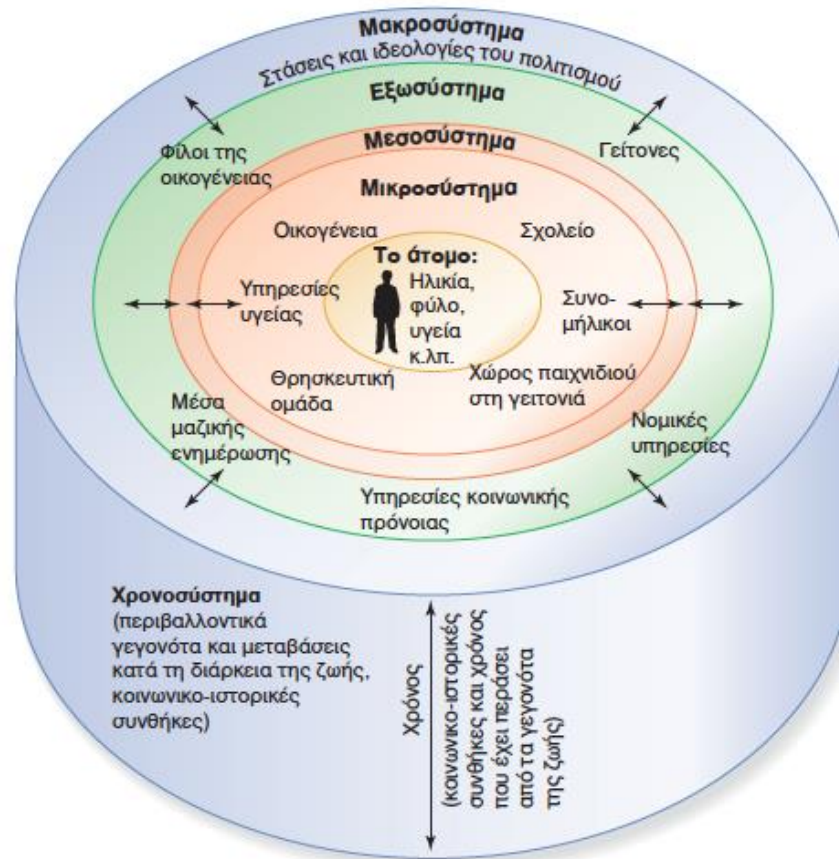 Μακροσύστημα
Στάσεις και ιδεολογίες του πολιτισμού
Εξωσύστημα
Μεσοσύστημα
Μικροσύστημα
Φίλοι της
οικογένειας
Γείτονες
Οικογένεια
Σχολείο
Το άτομο:
Ηλικία,
φύλο,
υγεία
κ.λπ.
Υπηρεσίες
υγείας
Συνο-
μήλικοι
Θρησκευτική
ομάδα
Χώρος παιχνιδιού
στη γειτονιά
Μέσα
μαζικής
ενημέρωσης
Νομικές
υπηρεσίες
Υπηρεσίες κοινωνικής
πρόνοιας
Χρονοσύστημα
(περιβαλλοντικά
γεγονότα και μεταβάσεις
κατά τη διάρκεια της ζωής,
κοινωνικο-ιστορικές
συνθήκες)
Χρόνος
(κοινωνικο-ιστορικές
συνθήκες και χρόνος
που έχει περάσει
από τα γεγονότα
της ζωής)